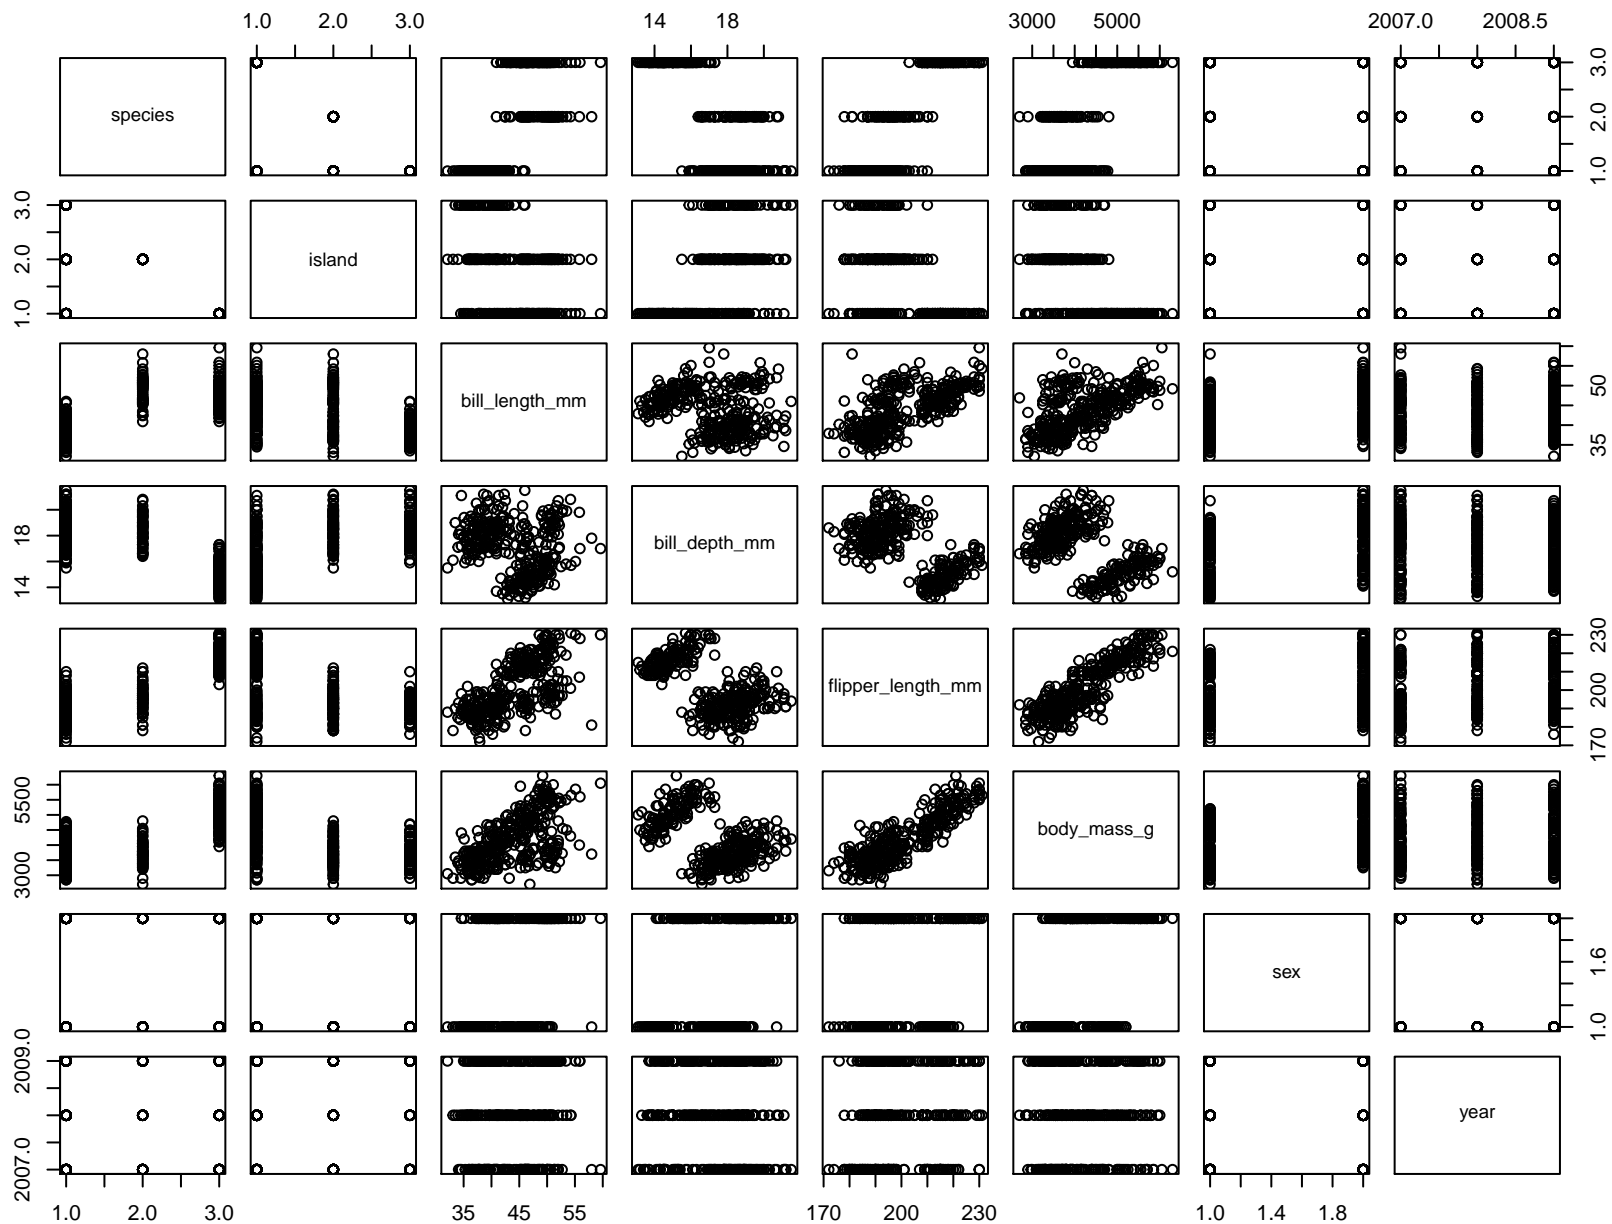 1.0 2.0 3.0 14 18 3000 5000 2007.0 2008.5
species 1.0 2.0 3.0
1.0 2.0 3.0 island
bill_length_mm 35 50
14 18 bill_depth_mm
flipper_length_mm 170 200 230
3000 5500 body_mass_g
sex 1.0 1.6
2007.0 2009.0 year
1.0 2.0 3.0 35 45 55 170 200 230 1.0 1.4 1.8